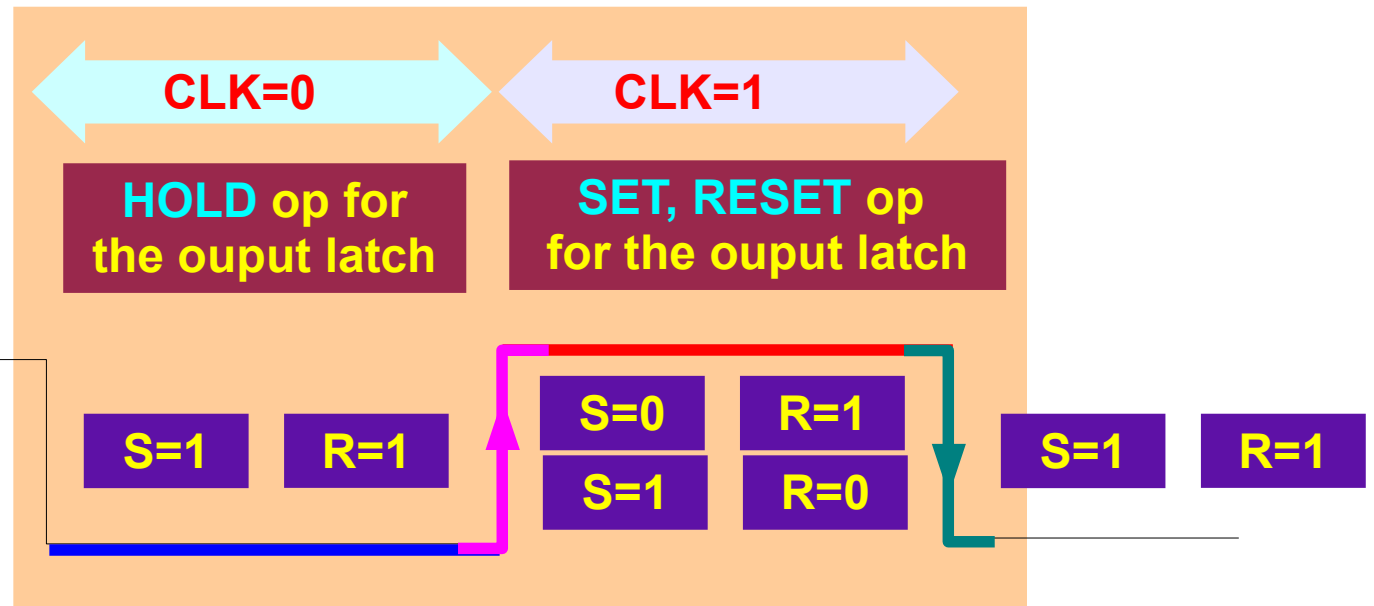 CLK=0
CLK=1
HOLD op for
the ouput latch
SET, RESET op
for the ouput latch
S=1
R=1
S=0
R=1
S=1
R=0
S=1
R=1